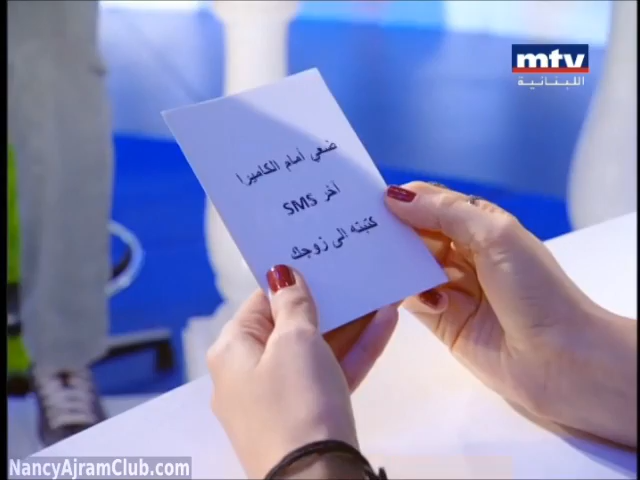 mtv
اللبنانية
ضعي أمام الكاميرا
آخر SMS
كتبته الى زوجك
NancyAjramClub.com